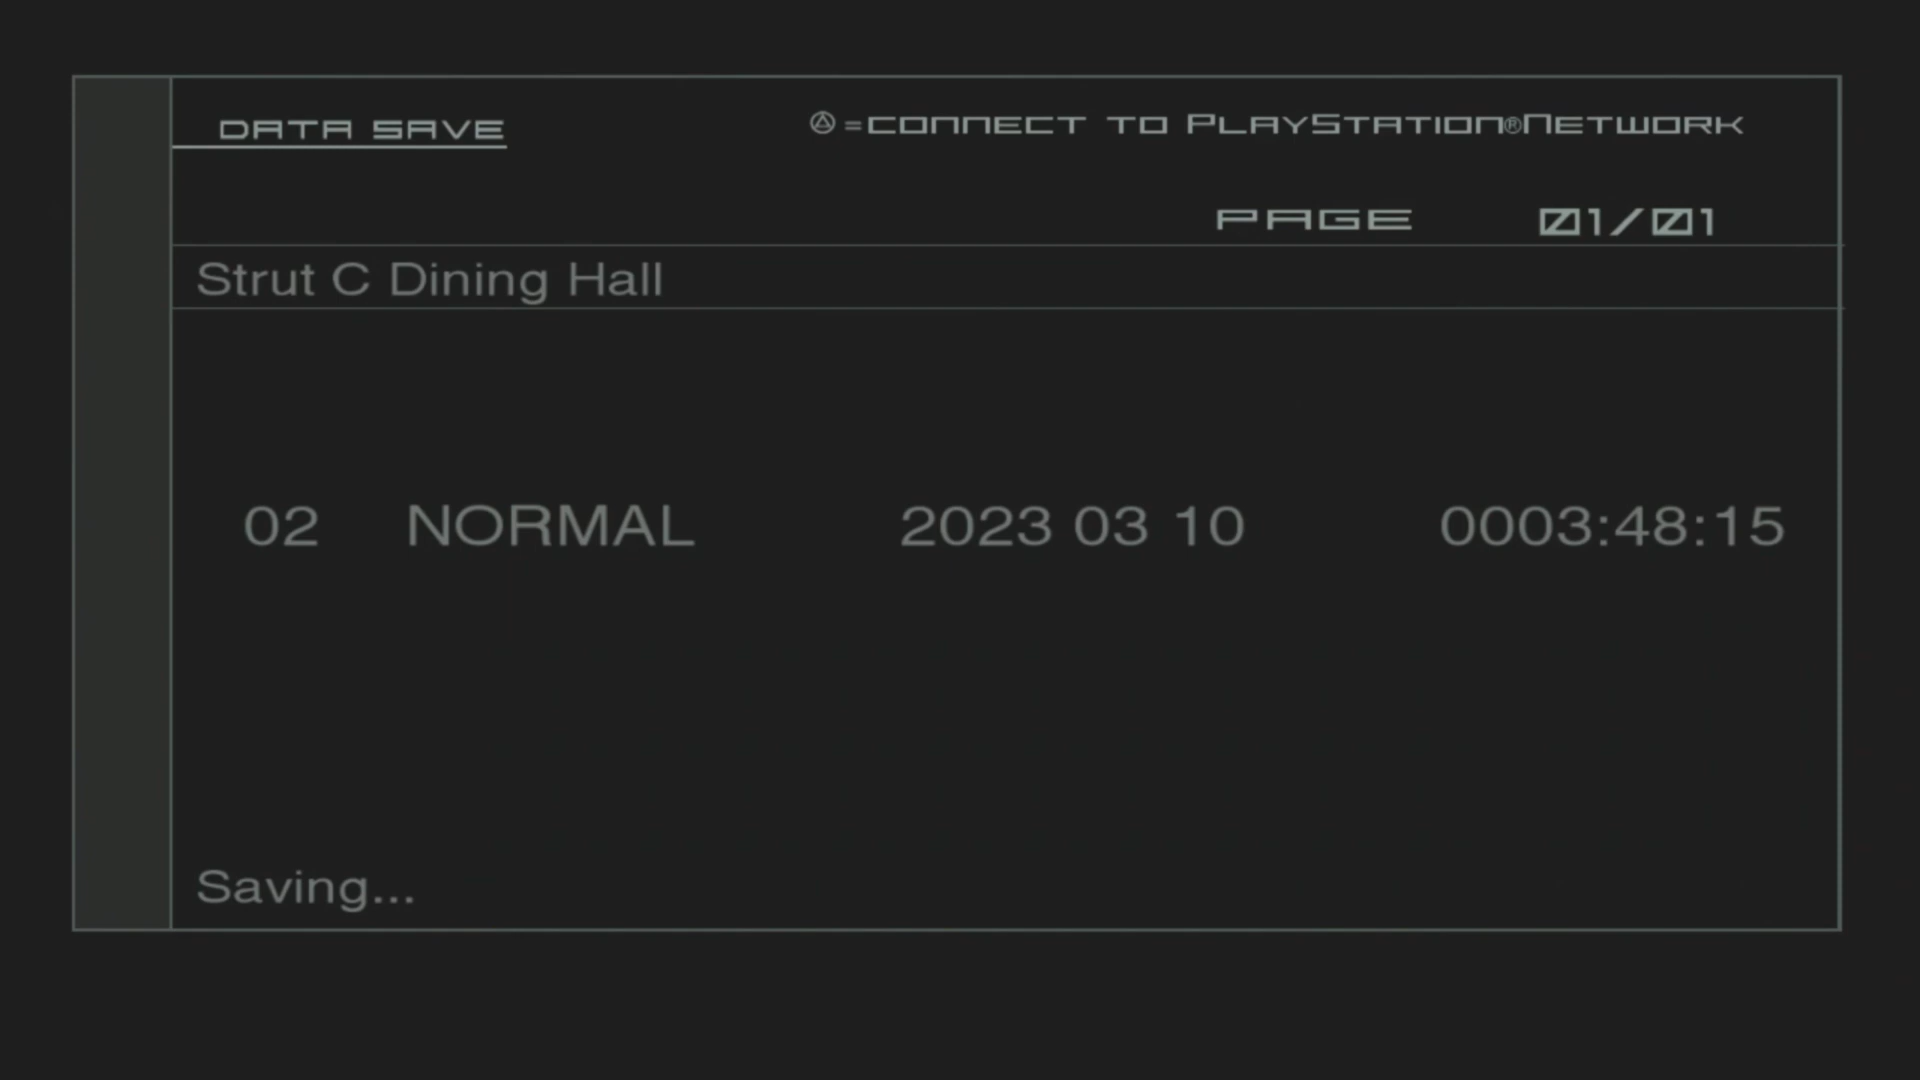 DATA SAVE
Ⓐ=CONNECT TO PLAYSTATION®NETWORK
PAGE 01/01
Strut C Dining Hall
02 NORMAL 2023 03 10 0003:48:15
Saving...